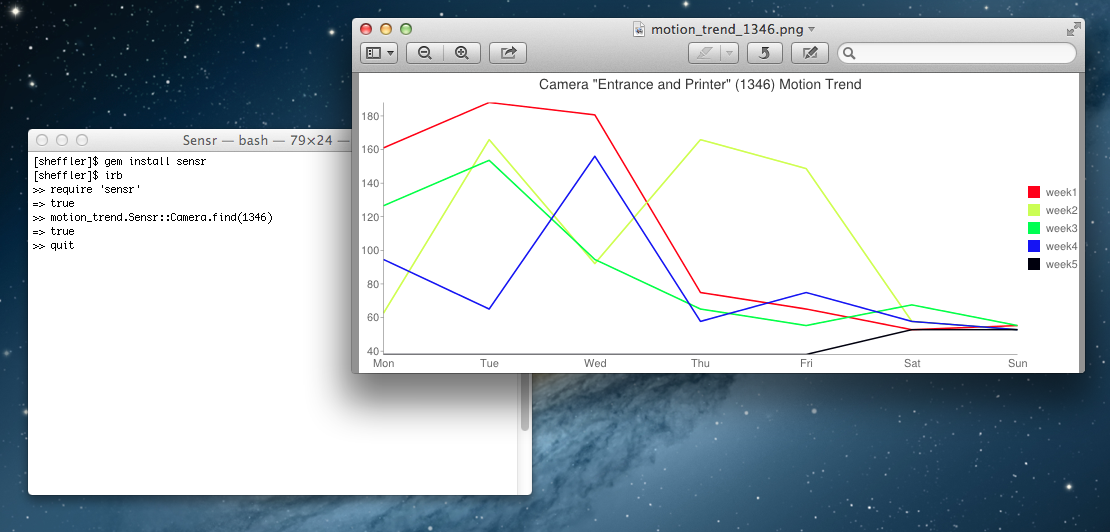 motion_trend_1346.png
Camera "Entrance and Printer" (1346) Motion Trend
180
160
140
120
100
80
60
40
Mon Tue Wed Thu Fri Sat Sun
week1
week2
week3
week4
week5
Sensr — bash — 79×24 —
[sheffler]$ gem install sensr
[sheffler]$ irb
>> require 'sensr'
=> true
>> motion_trend.Sensr::Camera.find(1346)
=> true
>> quit